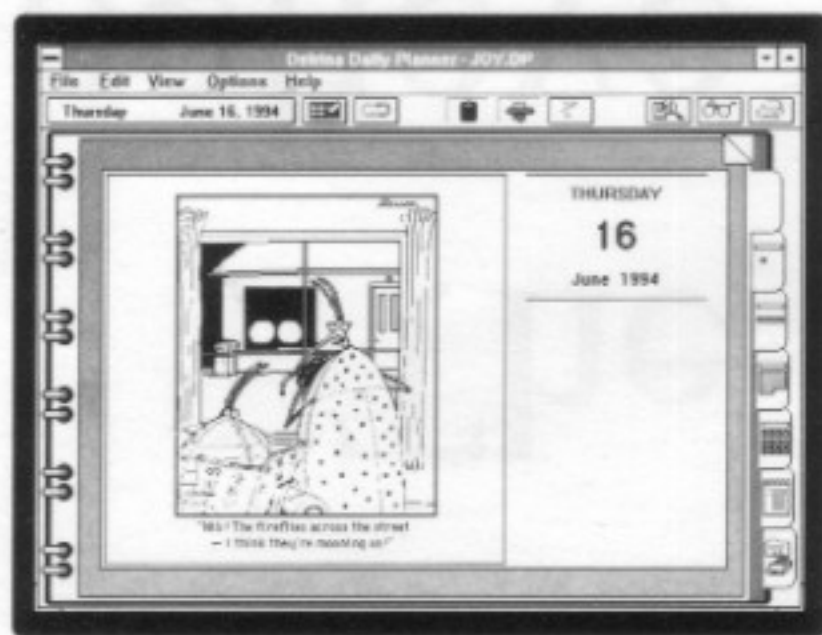 Delrina Daily Planner - JOY.DP
File Edit View Options Help
Thursday June 16, 1994
THURSDAY
16
June 1994
The fireflies across the street
— I think they're mooning us!"